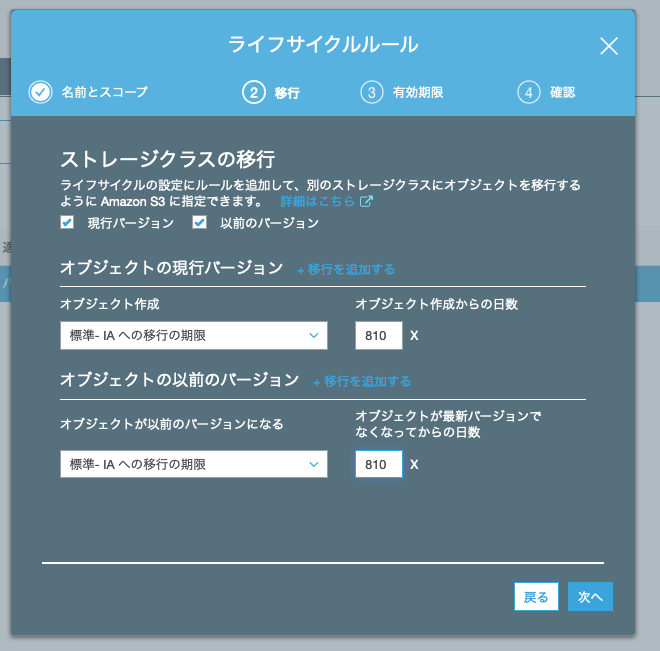 ライフサイクルルール
名前とスコープ
2 移行
3 有効期限
4 確認
ストレージクラスの移行
ライフサイクルの設定にルールを追加して、別のストレージクラスにオブジェクトを移行する
ように Amazon S3 に指定できます。 詳細はこちら
現行バージョン 以前のバージョン
オブジェクトの現行バージョン + 移行を追加する
オブジェクト作成 オブジェクト作成からの日数
標準- IA への移行の期限 810 X
オブジェクトの以前のバージョン + 移行を追加する
オブジェクトが以前のバージョンになる
オブジェクトが最新バージョンで
なくなってからの日数
標準- IA への移行の期限 810 X
戻る 次へ